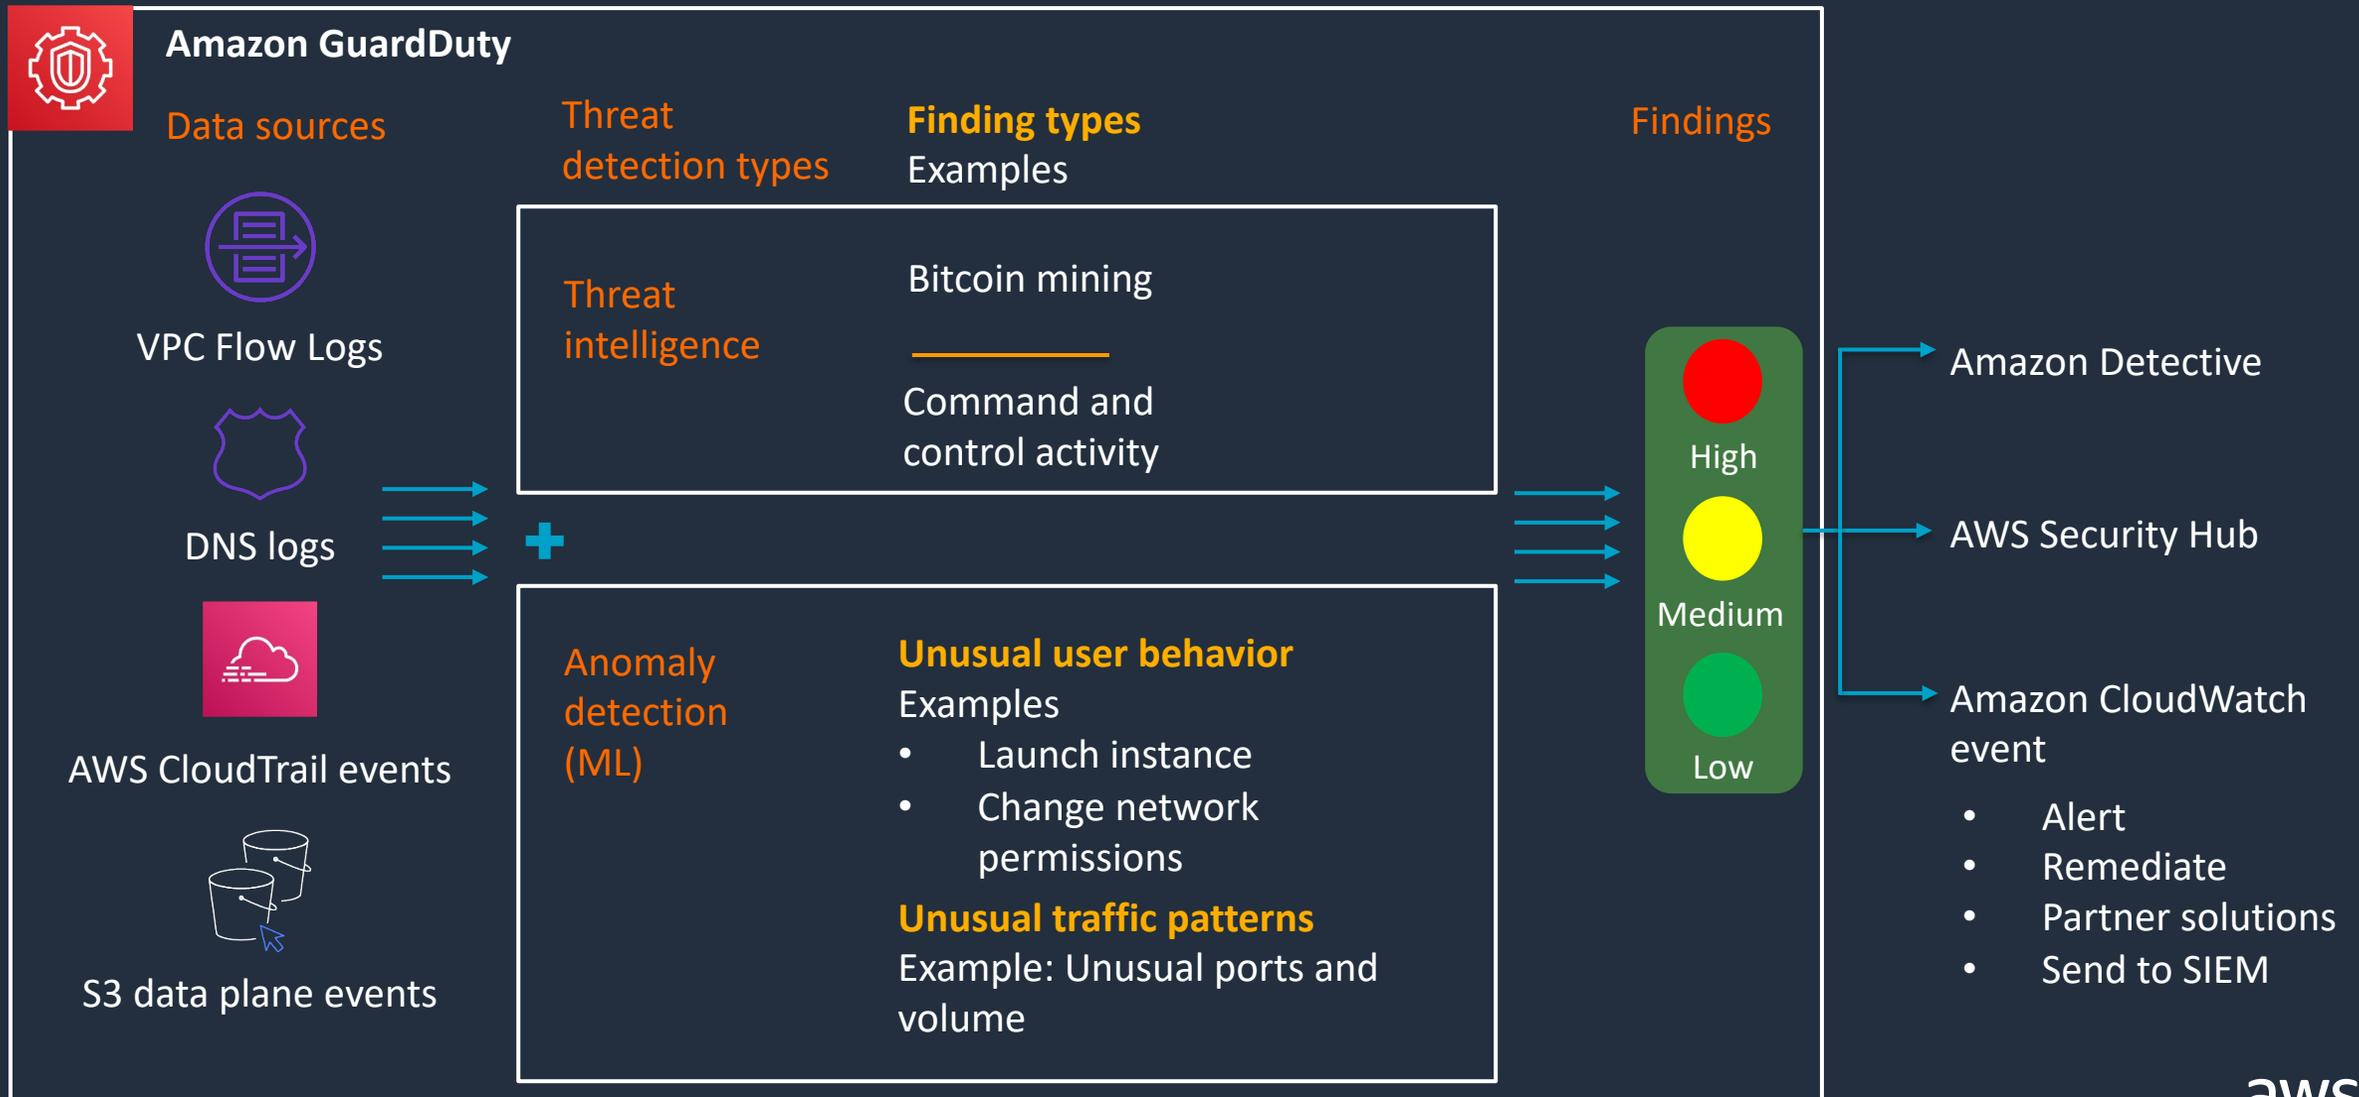 Amazon GuardDuty
Data sources
VPC Flow Logs
DNS logs
AWS CloudTrail events
S3 data plane events
Threat
detection types
Finding types
Examples
Threat
intelligence
Bitcoin mining
Command and
control activity
Anomaly
detection
(ML)
Unusual user behavior
Examples
• Launch instance
• Change network
permissions
Unusual traffic patterns
Example: Unusual ports and
volume
Findings
High
Medium
Low
Amazon Detective
AWS Security Hub
Amazon CloudWatch
event
• Alert
• Remediate
• Partner solutions
• Send to SIEM
aws